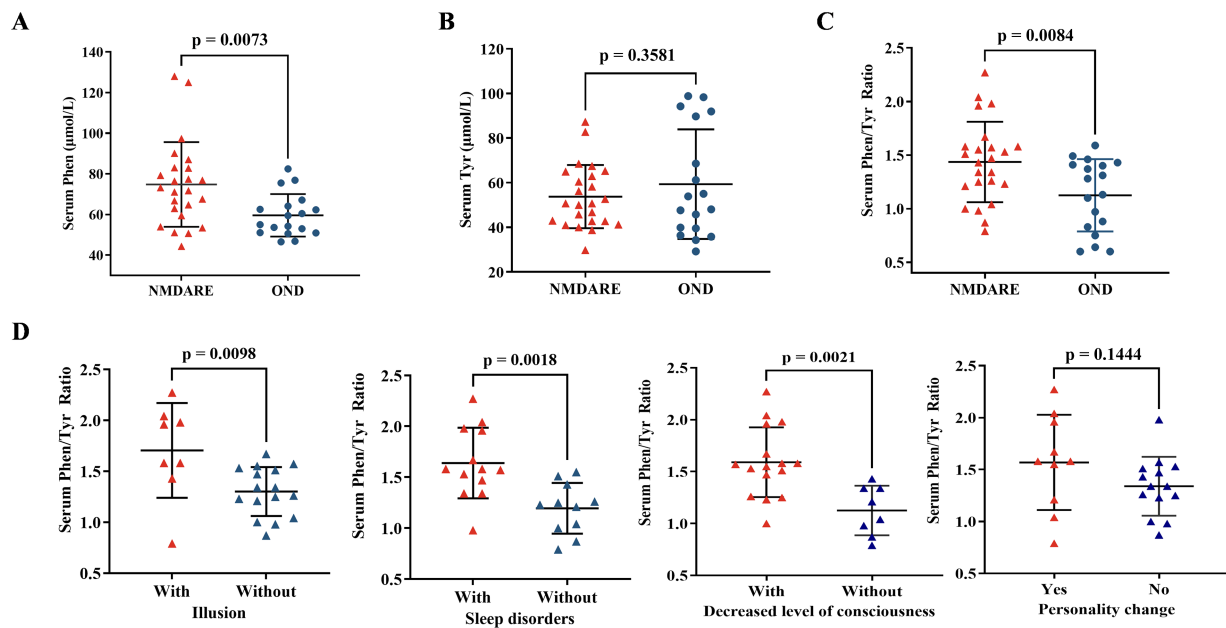 A
p = 0.0073
Serum Phen (μmol/L)
140
120
100
80
60
40
NMDARE
OND
B
p = 0.3581
Serum Tyr (μmol/L)
120
100
80
60
40
20
NMDARE
OND
C
p = 0.0084
Serum Phen/Tyr Ratio
2.5
2.0
1.5
1.0
0.5
NMDARE
OND
D
p = 0.0098
Serum Phen/Tyr Ratio
2.5
2.0
1.5
1.0
0.5
With
Without
Illusion
p = 0.0018
Serum Phen/Tyr Ratio
2.5
2.0
1.5
1.0
0.5
With
Without
Sleep disorders
p = 0.0021
Serum Phen/Tyr Ratio
2.5
2.0
1.5
1.0
0.5
With
Without
Decreased level of consciousness
p = 0.1444
Serum Phen/Tyr Ratio
2.5
2.0
1.5
1.0
0.5
Yes
No
Personality change